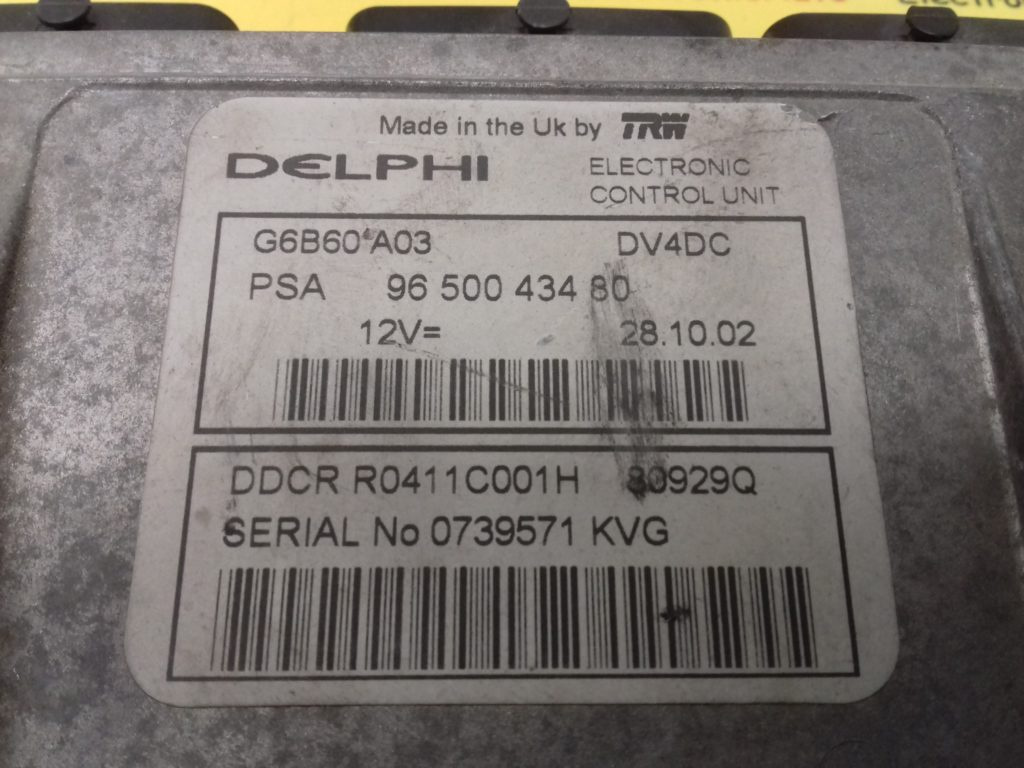 Made in the Uk by TRW
DELPHI
ELECTRONIC
CONTROL UNIT
G6B60 A03 DV4DC
PSA 96 500 434 80
12V= 28.10.02
DDCR R0411C001H 80929Q
SERIAL No 0739571 KVG